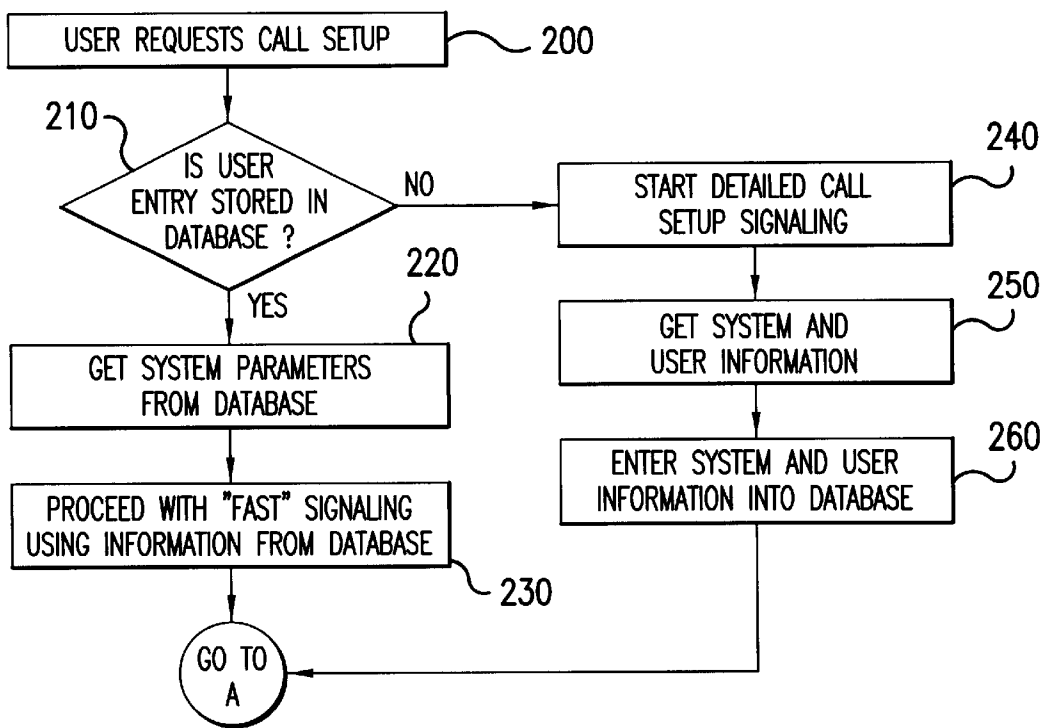 USER REQUESTS CALL SETUP
200
210
IS USER
ENTRY STORED IN
DATABASE ?
NO
YES
220
GET SYSTEM PARAMETERS
FROM DATABASE
PROCEED WITH "FAST" SIGNALING
USING INFORMATION FROM DATABASE
230
240
START DETAILED CALL
SETUP SIGNALING
250
GET SYSTEM AND
USER INFORMATION
260
ENTER SYSTEM AND USER
INFORMATION INTO DATABASE
GO TO
A